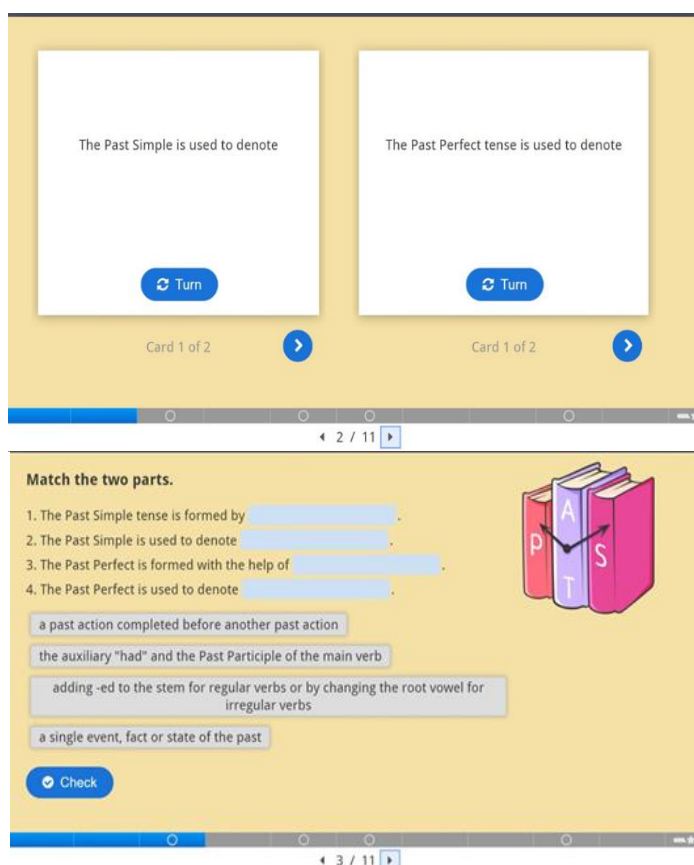 The Past Simple is used to denote
The Past Perfect tense is used to denote
Turn
Turn
Card 1 of 2
Card 1 of 2
2 / 11
Match the two parts.
1. The Past Simple tense is formed by .
2. The Past Simple is used to denote .
3. The Past Perfect is formed with the help of .
4. The Past Perfect is used to denote .
P
A
S
T
a past action completed before another past action
the auxiliary "had" and the Past Participle of the main verb
adding -ed to the stem for regular verbs or by changing the root vowel for
irregular verbs
a single event, fact or state of the past
Check
3 / 11